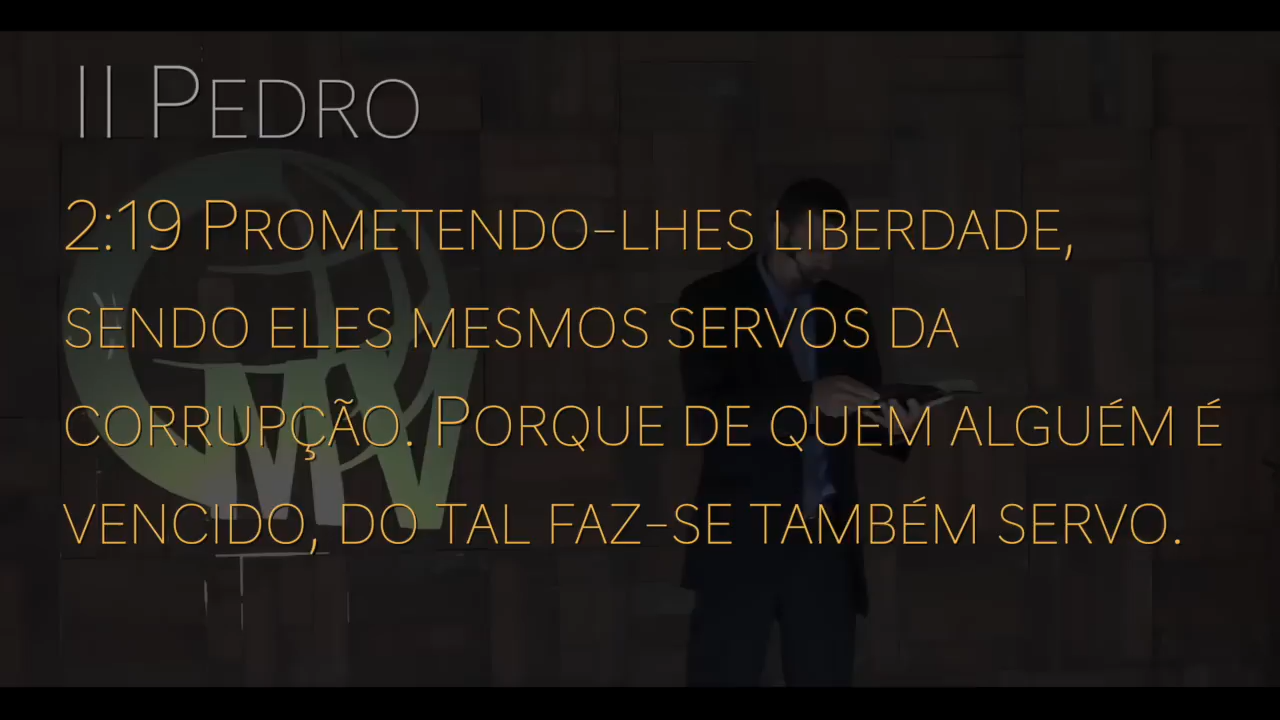 II PEDRO
2:19 PROMETENDO-LHES LIBERDADE,
SENDO ELES MESMOS SERVOS DA
CORRUPÇÃO. PORQUE DE QUEM ALGUÉM É
VENCIDO, DO TAL FAZ-SE TAMBÉM SERVO.
MV